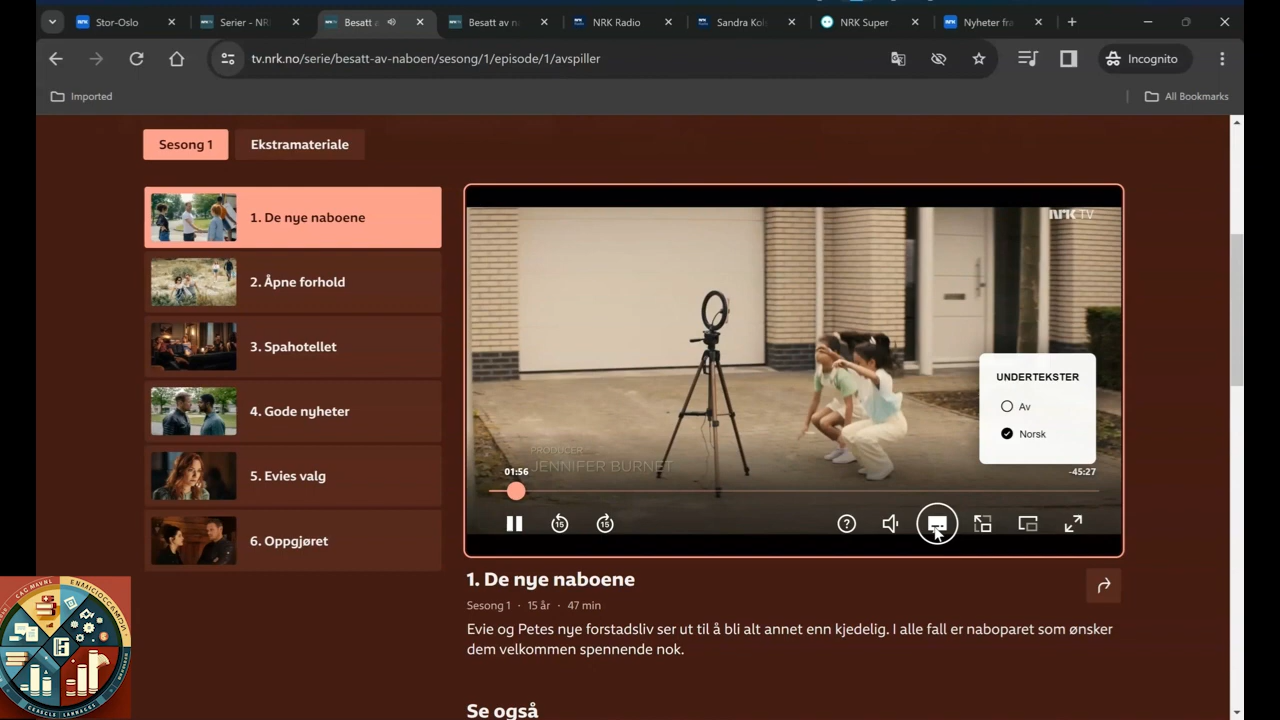 Stor-Oslo
Serier - NR
Besatt a
Besatt av n
NRK Radio
Sandra Kol
NRK Super
Nyheter fra
tv.nrk.no/serie/besatt-av-naboen/sesong/1/episode/1/avspiller
Incognito
Imported
All Bookmarks
Sesong 1
Ekstramateriale
1. De nye naboene
2. Åpne forhold
3. Spahotellet
4. Gode nyheter
5. Evies valg
6. Oppgjøret
NRK TV
UNDERTEKSTER
Av
Norsk
PRODUCER
JENNIFER BURNET
01:56
-45:27
15
15
1. De nye naboene
Sesong 1 · 15 år · 47 min
Evie og Petes nye forstadsliv ser ut til å bli alt annet enn kjedelig. I alle fall er naboparet som ønsker
dem velkommen spennende nok.
Se også